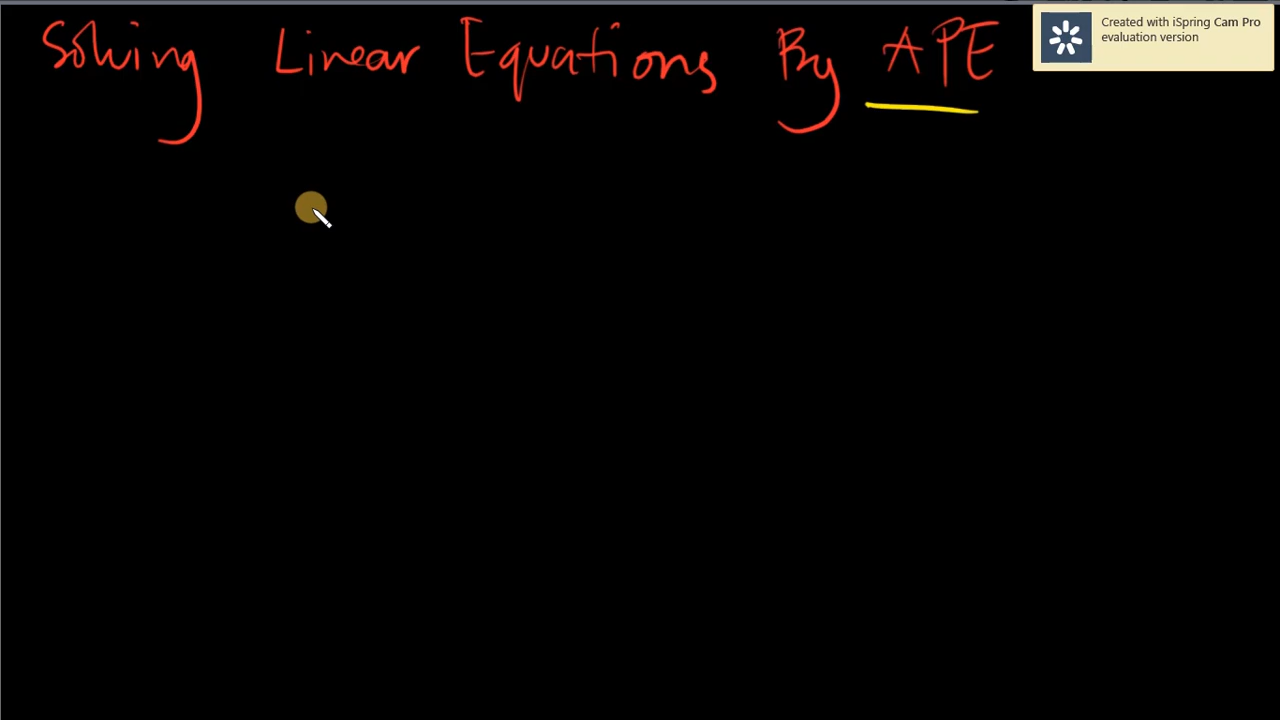 Solving Linear Equations By APE
Created with iSpring Cam Pro
evaluation version